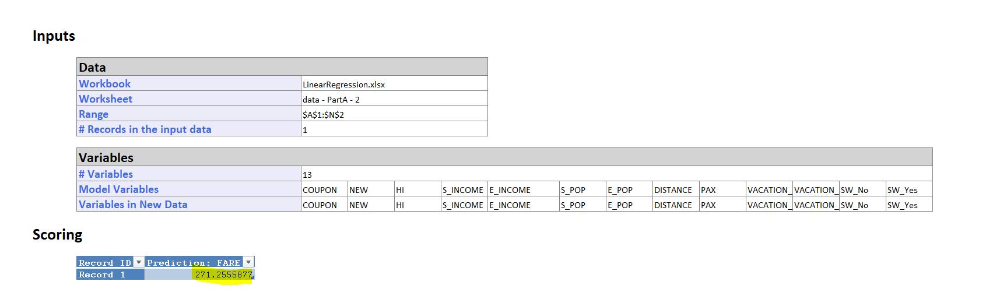 Inputs
Data
Workbook LinearRegression.xlsx
Worksheet data - PartA - 2
Range $A$1:$N$2
# Records in the input data 1
Variables
# Variables 13
Model Variables COUPON NEW HI S_INCOME E_INCOME S_POP E_POP DISTANCE PAX VACATION_ VACATION_ SW_No SW_Yes
Variables in New Data COUPON NEW HI S_INCOME E_INCOME S_POP E_POP DISTANCE PAX VACATION_ VACATION_ SW_No SW_Yes
Scoring
Record ID Prediction: FARE
Record 1 271.2555877